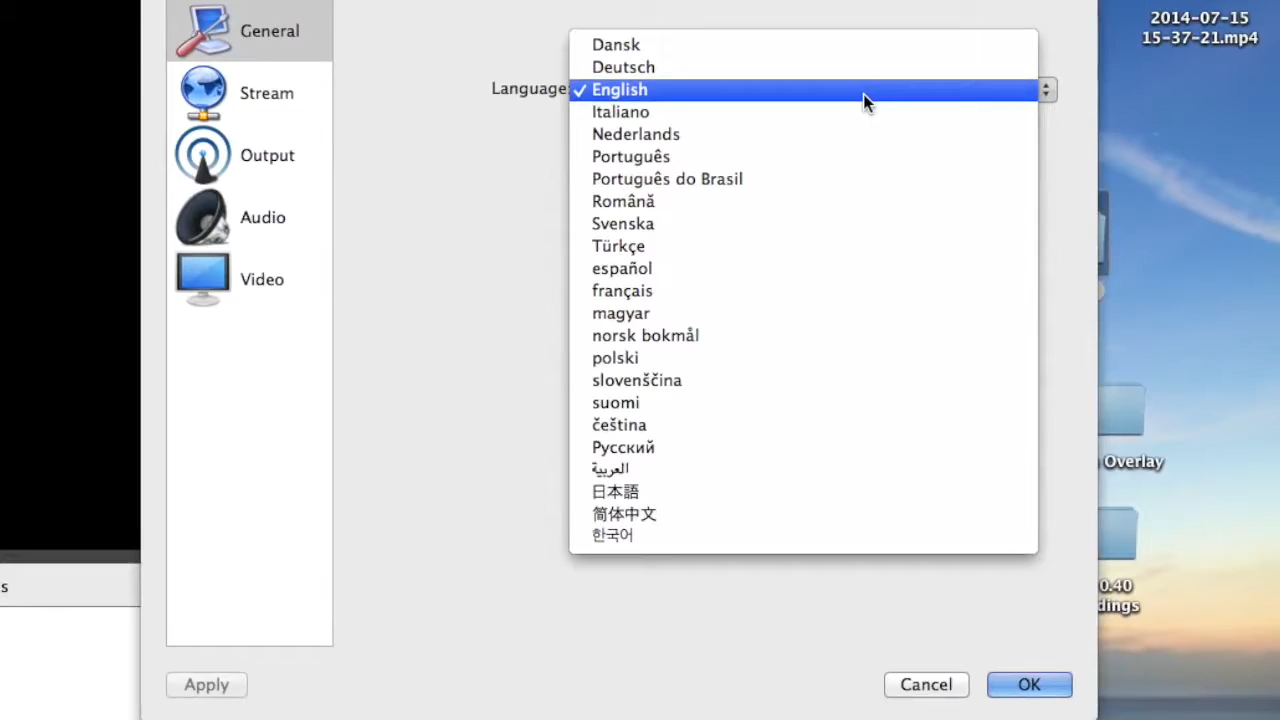 2014-07-15
15-37-21.mp4
General
Stream
Output
Audio
Video
Language:
✓ English
Dansk
Deutsch
Italiano
Nederlands
Português
Português do Brasil
Română
Svenska
Türkçe
español
français
magyar
norsk bokmål
polski
slovenščina
suomi
čeština
Русский
العربية
日本語
简体中文
한국어
Overlay
0.40
dings
s
Apply
Cancel
OK